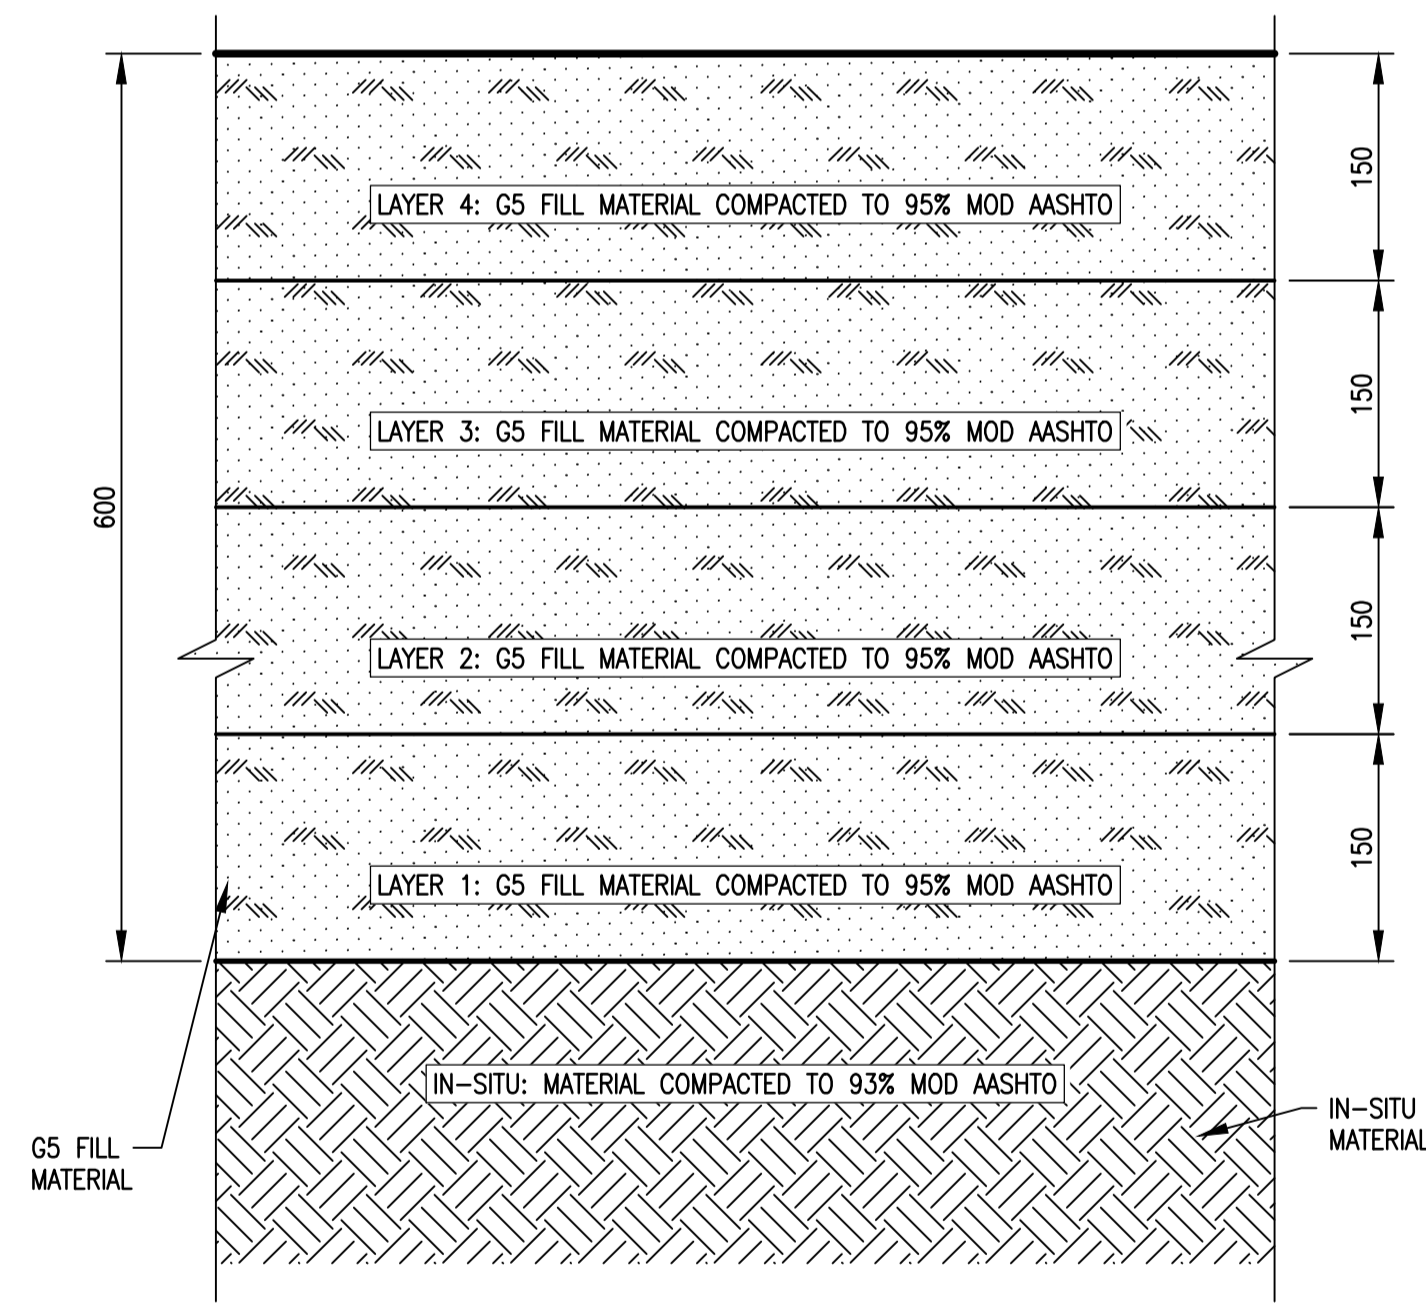 150
LAYER 4: G5 FILL MATERIAL COMPACTED TO 95% MOD AASHTO
150
LAYER 3: G5 FILL MATERIAL COMPACTED TO 95% MOD AASHTO
600
150
LAYER 2: G5 FILL MATERIAL COMPACTED TO 95% MOD AASHTO
150
LAYER 1: G5 FILL MATERIAL COMPACTED TO 95% MOD AASHTO
IN-SITU: MATERIAL COMPACTED TO 93% MOD AASHTO
IN-SITU
MATERIAL
G5 FILL
MATERIAL